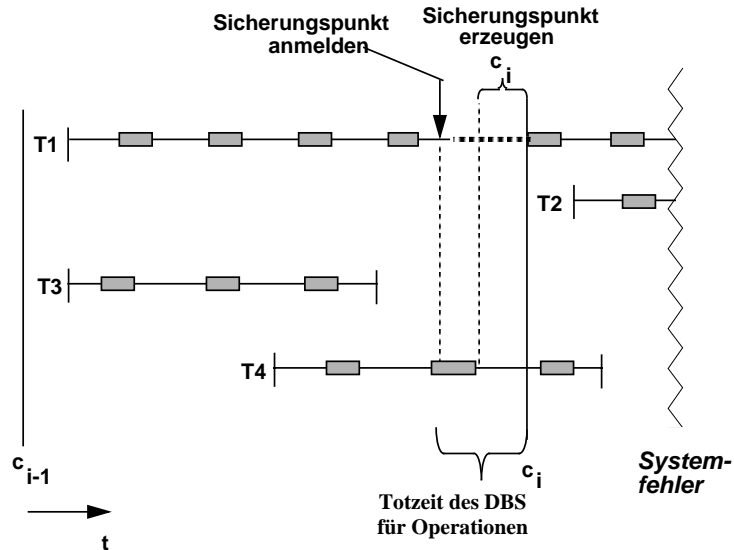 Sicherungspunkt
anmelden
Sicherungspunkt
erzeugen
c i
T1
T2
T3
T4
c i-1
c i
System-
fehler
Totzeit des DBS
für Operationen
t